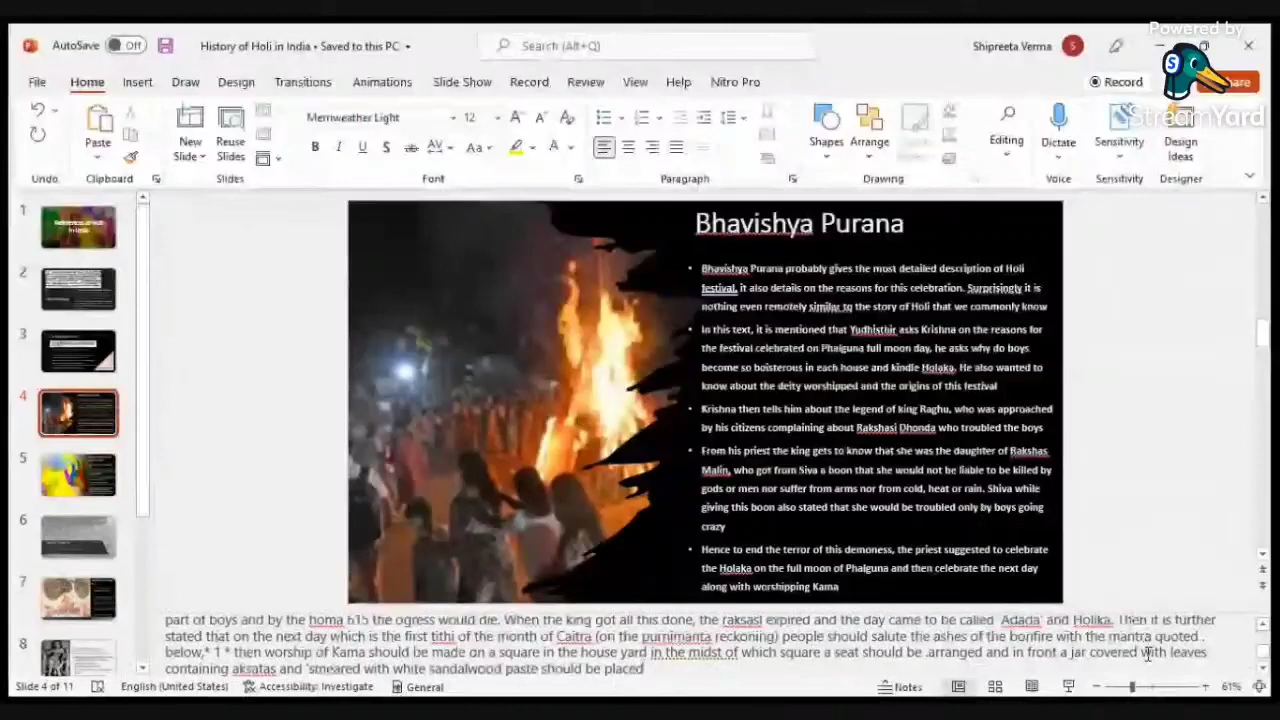 Powered by
StreamYard
AutoSave Off History of Holi in India • Saved to this PC Search (Alt+Q) Shipreeta Verma S
File Home Insert Draw Design Transitions Animations Slide Show Record Review View Help Nitro Pro Record
Merriweather Light 12
Paste New Slide Reuse Slides Shapes Arrange Editing Dictate Sensitivity Design Ideas
Undo Clipboard Slides Font Paragraph Drawing Voice Sensitivity Designer
1
2
3
4
5
6
7
8
Bhavishya Purana
• Bhavishya Purana probably gives the most detailed description of Holi
festival, it also details on the reasons for this celebration. Surprisingly it is
nothing even remotely similar to the story of Holi that we commonly know
• In this text, it is mentioned that Yudhisthir asks Krishna on the reasons for
the festival celebrated on Phalguna full moon day, he asks why do boys
become so boisterous in each house and kindle Holaka, He also wanted to
know about the deity worshipped and the origins of this festival
• Krishna then tells him about the legend of king Raghu, who was approached
by his citizens complaining about Rakshasi Dhonda who troubled the boys
• From his priest the king gets to know that she was the daughter of Rakshas
Malin, who got from Siva a boon that she would not be liable to be killed by
gods or men nor suffer from arms nor from cold, heat or rain. Shiva while
giving this boon also stated that she would be troubled only by boys going
crazy
• Hence to end the terror of this demoness, the priest suggested to celebrate
the Holaka on the full moon of Phalguna and then celebrate the next day
along with worshipping Kama
part of boys and by the homa b15 the ogress would die. When the king got all this done, the raksasI expired and the day came to be called 'Adada' and Holika. Then it is further
stated that on the next day which is the first tithi of the month of Caitra (on the purnimanta reckoning) people should salute the ashes of the bonfire with the mantra quoted .
below,* 1 * then worship of Kama should be made on a square in the house yard in the midst of which square a seat should be .arranged and in front a jar covered with leaves
containing aksatas and 'smeared with white sandalwood paste should be placed
Slide 4 of 11 English (United States) Accessibility: Investigate General Notes 61%